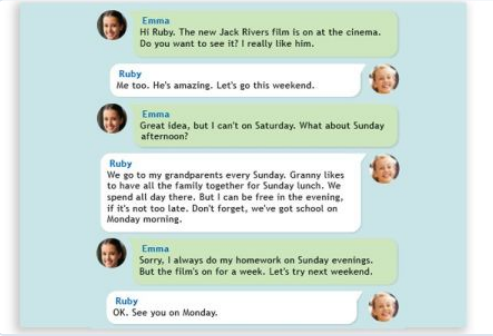 Emma
Hi Ruby. The new Jack Rivers film is on at the cinema.
Do you want to see it? I really like him.
Ruby
Me too. He's amazing. Let's go this weekend.
Emma
Great idea, but I can't on Saturday. What about Sunday
afternoon?
Ruby
We go to my grandparents every Sunday. Granny likes
to have all the family together for Sunday lunch. We
spend all day there. But I can be free in the evening,
if it's not too late. Don't forget, we've got school on
Monday morning.
Emma
Sorry, I always do my homework on Sunday evenings.
But the film's on for a week. Let's try next weekend.
Ruby
OK. See you on Monday.